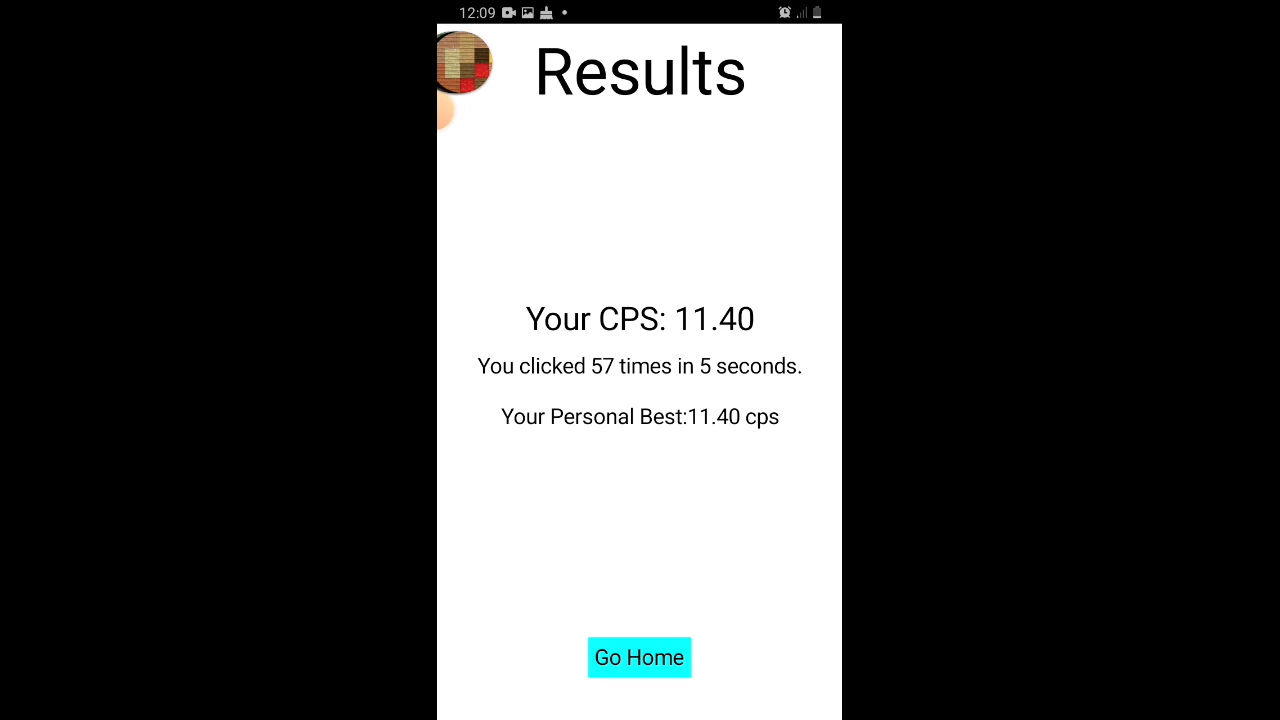 12:09
Results
Your CPS: 11.40
You clicked 57 times in 5 seconds.
Your Personal Best:11.40 cps
Go Home